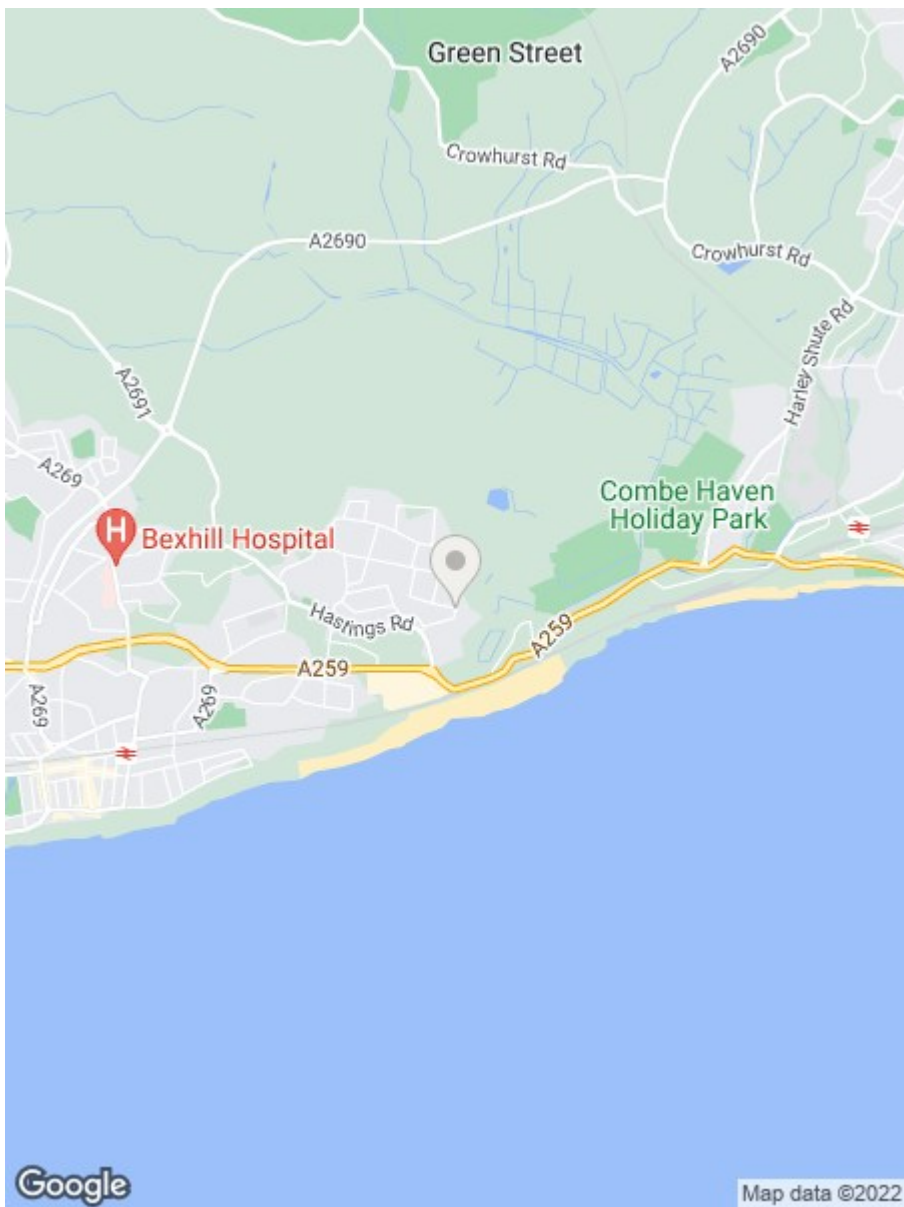 Green Street
A2690
Crowhurst Rd
A2690
Crowhurst Rd
Harley Shute Rd
A2691
A269
Combe Haven
Holiday Park
H
Bexhill Hospital
Hastings Rd
A259
A259
A269
A269
Google
Map data ©2022